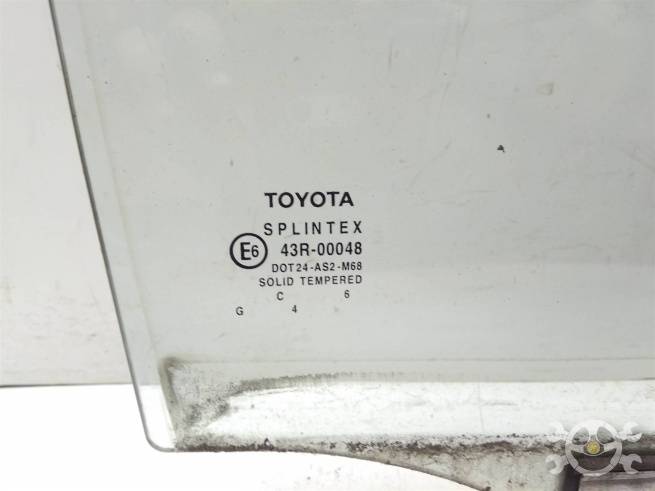 TOYOTA
SPLINTEX
E6 43R-00048
DOT24-AS2-M68
SOLID TEMPERED
C 6
G 4